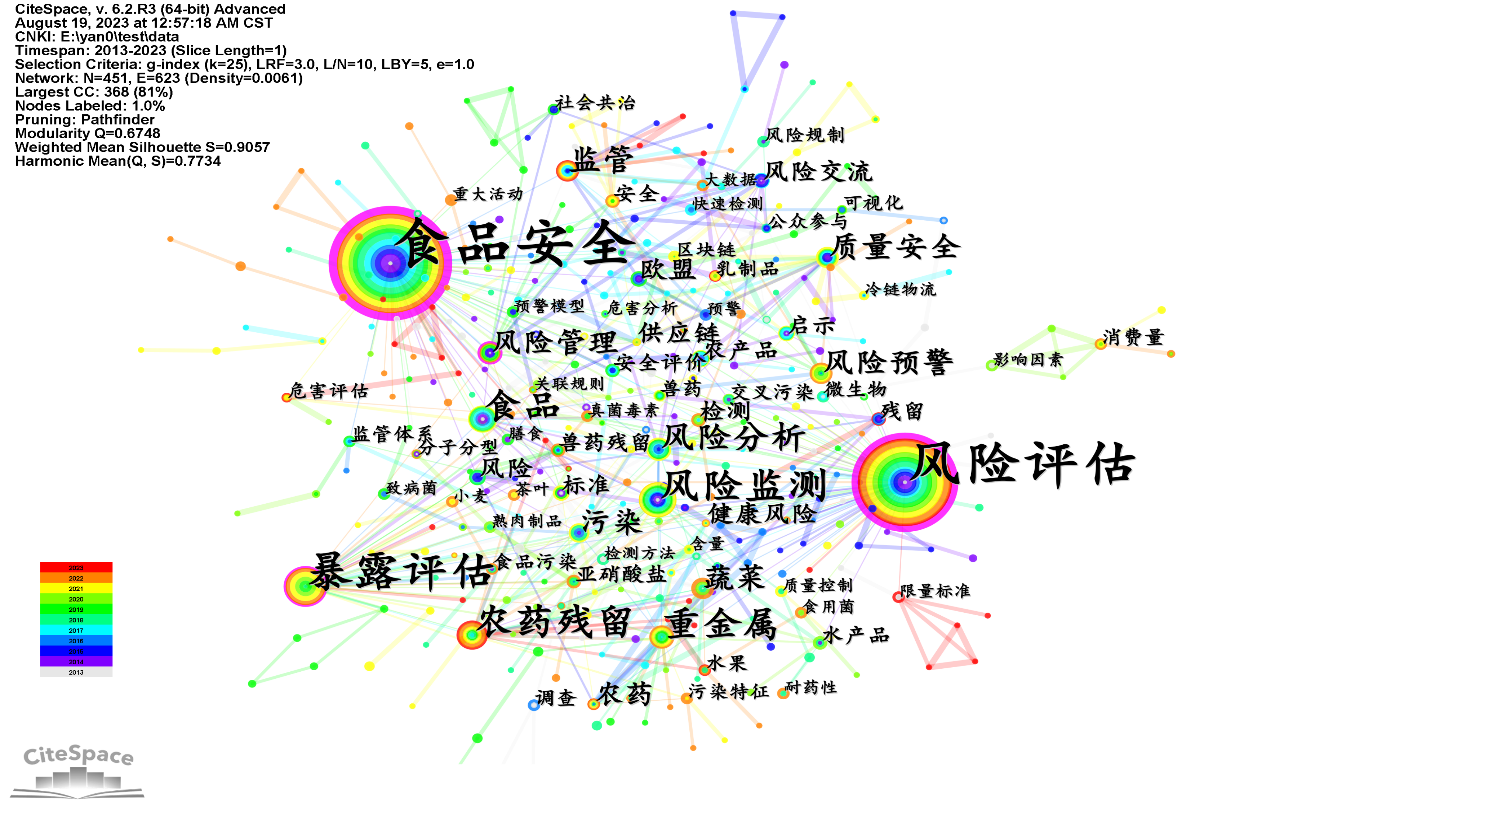 CiteSpace, v. 6.2.R3 (64-bit) Advanced
August 19, 2023 at 12:57:18 AM CST
CNKI: E:\yan0\test\data
Timespan: 2013-2023 (Slice Length=1)
Selection Criteria: g-index (k=25), LRF=3.0, L/N=10, LBY=5, e=1.0
Network: N=451, E=623 (Density=0.0061)
Largest CC: 368 (81%)
Nodes Labeled: 1.0%
Pruning: Pathfinder
Modularity Q=0.6748
Weighted Mean Silhouette S=0.9057
Harmonic Mean(Q, S)=0.7734
社会共治
风险规制
监管
风险交流
大数据
重大活动
安全
快速检测
可视化
公众参与
食品安全
质量安全
区块链
欧盟
乳制品
冷链物流
预警模型
危害分析
预警
启示
供应链
风险管理
农产品
消费量
安全评价
风险预警
影响因素
关联规则
兽药
交叉污染
微生物
危害评估
食品
真菌毒素
检测
残留
监管体系
膳食
分子分型
兽药残留
风险分析
风险评估
风险
致病菌
小麦
茶叶
标准
风险监测
熟肉制品
污染
健康风险
含量
检测方法
食品污染
暴露评估
亚硝酸盐
蔬菜
质量控制
限量标准
食用菌
农药残留
重金属
水产品
水果
调查
农药
污染特征
耐药性
2023
2022
2021
2020
2019
2018
2017
2016
2015
2014
2013
CiteSpace